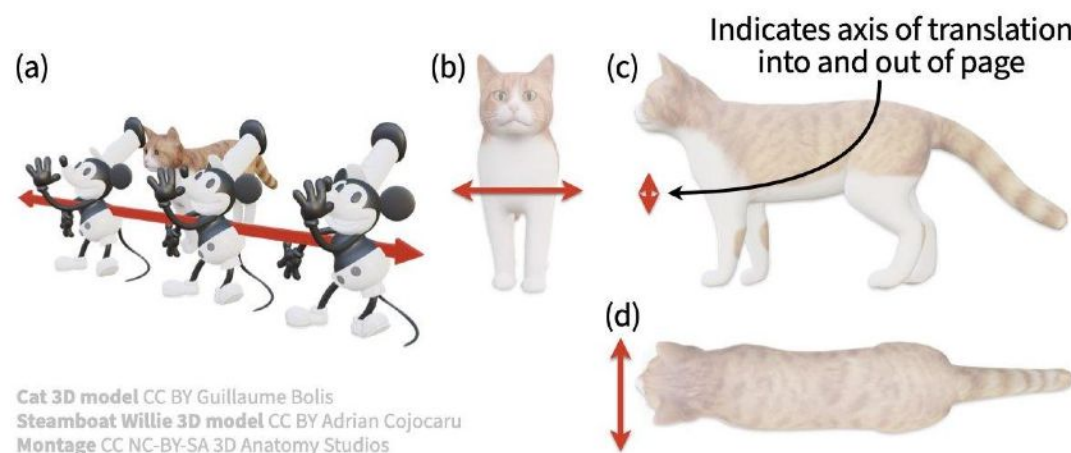 (a)
(b)
(c)
Indicates axis of translation
into and out of page
(d)
Cat 3D model CC BY Guillaume Bolis
Steamboat Willie 3D model CC BY Adrian Cojocaru
Montage CC NC-BY-SA 3D Anatomy Studios